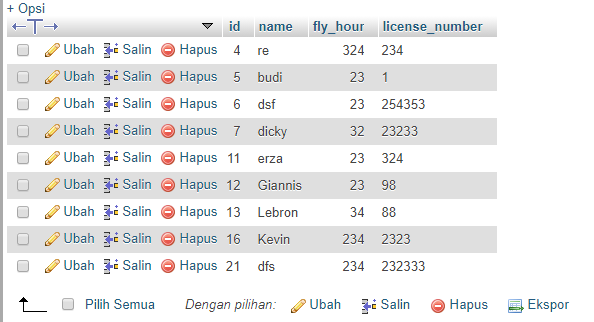 + Opsi
id name fly_hour license_number
Ubah Salin Hapus 4 re 324 234
Ubah Salin Hapus 5 budi 23 1
Ubah Salin Hapus 6 dsf 23 254353
Ubah Salin Hapus 7 dicky 32 23233
Ubah Salin Hapus 11 erza 23 324
Ubah Salin Hapus 12 Giannis 23 98
Ubah Salin Hapus 13 Lebron 34 88
Ubah Salin Hapus 16 Kevin 234 2323
Ubah Salin Hapus 21 dfs 234 232333
Pilih Semua Dengan pilihan: Ubah Salin Hapus Ekspor